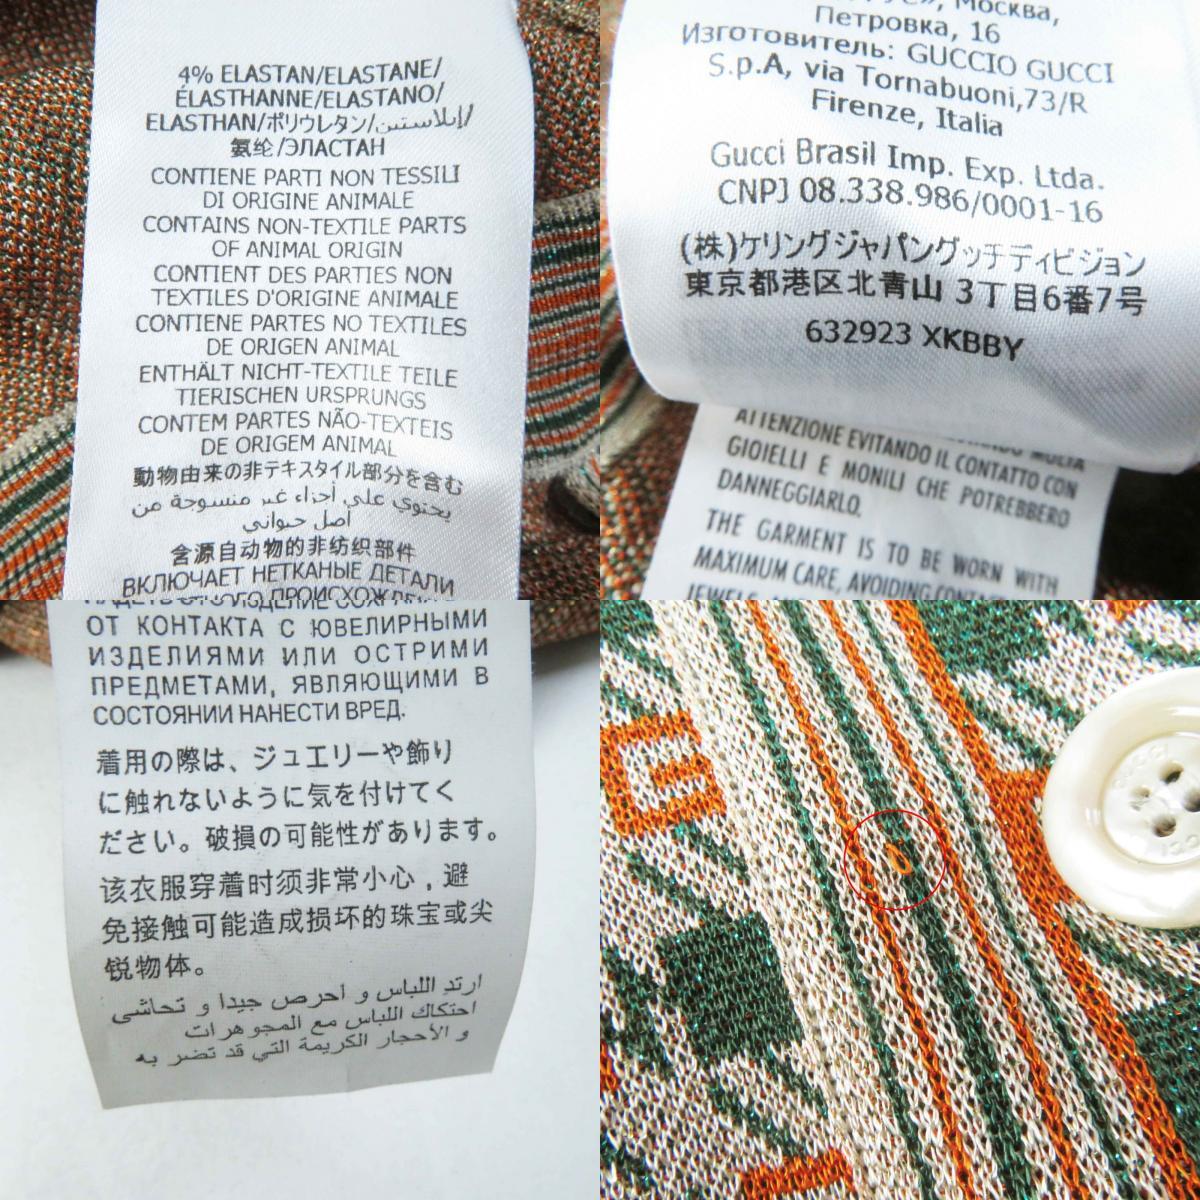 4% ELASTAN/ELASTANE/
ÉLASTHANNE/ELASTANO/
ELASTHAN/ポリウレタン/إيلاستين/
氨纶/ЭЛАСТАН
CONTIENE PARTI NON TESSILI
DI ORIGINE ANIMALE
CONTAINS NON-TEXTILE PARTS
OF ANIMAL ORIGIN
CONTIENT DES PARTIES NON
TEXTILES D'ORIGINE ANIMALE
CONTIENE PARTES NO TEXTILES
DE ORIGEN ANIMAL
ENTHÄLT NICHT-TEXTILE TEILE
TIERISCHEN URSPRUNGS
CONTEM PARTES NÃO-TEXTEIS
DE ORIGEM ANIMAL
動物由来の非テキスタイル部分を含む
يحتوي على أجزاء غير منسوجة من
أصل حيواني
含源自动物的非纺织部件
ВКЛЮЧАЕТ НЕТКАНЫЕ ДЕТАЛИ
Москва,
Петровка, 16
Изготовитель: GUCCIO GUCCI
S.p.A, via Tornabuoni,73/R
Firenze, Italia
Gucci Brasil Imp. Exp. Ltda.
CNPJ 08.338.986/0001-16
(株)ケリングジャパングッチディビジョン
東京都港区北青山 3丁目6番7号
632923 XKBBY
ATTENZIONE EVITANDO IL CONTATTO CON
GIOIELLI E MONILI CHE POTREBBERO
DANNEGGIARLO.
THE GARMENT IS TO BE WORN WITH
MAXIMUM CARE, AVOIDING
ОТ КОНТАКТА С ЮВЕЛИРНЫМИ
ИЗДЕЛИЯМИ ИЛИ ОСТРИМИ
ПРЕДМЕТАМИ, ЯВЛЯЮЩИМИ В
СОСТОЯНИИ НАНЕСТИ ВРЕД.
着用の際は、ジュエリーや飾り
に触れないように気を付けてく
ださい。破損の可能性があります。
该衣服穿着时须非常小心，避
免接触可能造成损坏的珠宝或尖
锐物体。
ارتدِ اللباس و احرص جيدا و تحاشى
احتكاك اللباس مع المجوهرات
و الأحجار الكريمة التي قد تضر به
GUCCI